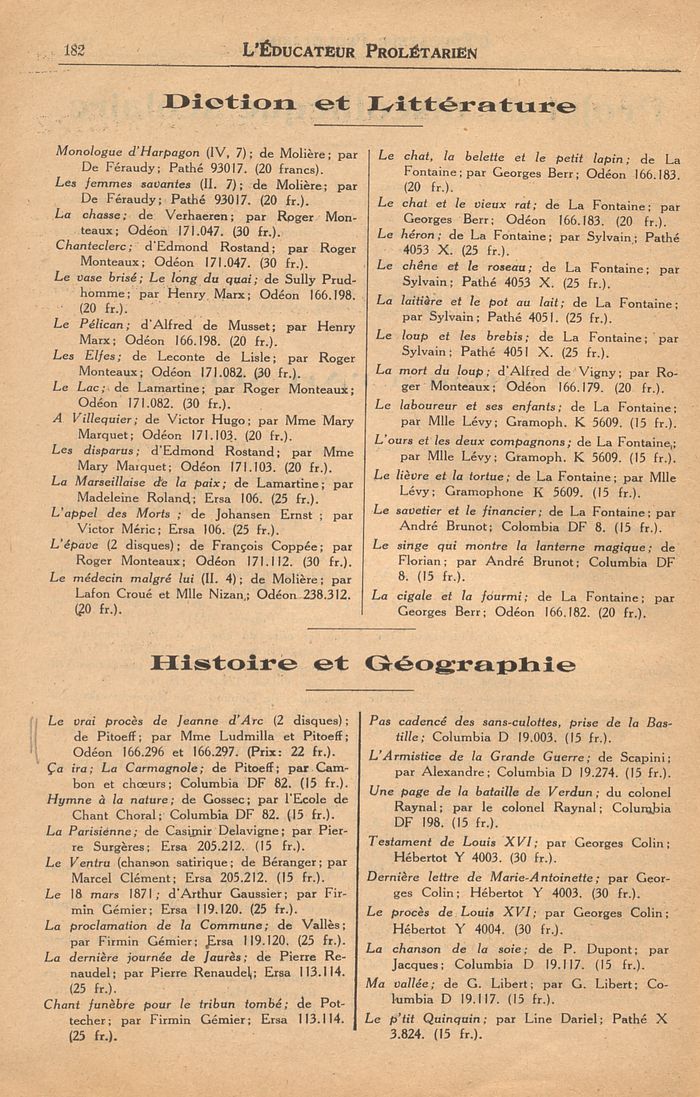 182
L'ÉDUCATEUR PROLÉTARIEN
Diction et Littérature
Monologue d'Harpagon (IV, 7) ; de Molière ; par
De Féraudy ; Pathé 93017. (20 francs).
Les femmes savantes (II. 7) ; de Molière ; par
De Féraudy ; Pathé 93017. (20 fr.).
La chasse ; de Verhaeren ; par Roger Mon-
teaux ; Odéon 171.047. (30 fr.).
Chanteclerc ; d'Edmond Rostand ; par Roger
Monteaux ; Odéon 171.047. (30 fr.).
Le vase brisé ; Le long du quai ; de Sully Prud-
homme ; par Henry Marx ; Odéon 166.198.
(20 fr.).
Le Pélican ; d'Alfred de Musset ; par Henry
Marx ; Odéon 166.198. (20 fr.).
Les Elfes ; de Leconte de Lisle ; par Roger
Monteaux ; Odéon 171.082. (30 fr.).
Le Lac ; de Lamartine ; par Roger Monteaux ;
Odéon 171.082. (30 fr.).
A Villequier ; de Victor Hugo ; par Mme Mary
Marquet ; Odéon 171.103. (20 fr.).
Les disparus ; d'Edmond Rostand ; par Mme
Mary Marquet ; Odéon 171.103. (20 fr.).
La Marseillaise de la paix ; de Lamartine ; par
Madeleine Roland ; Ersa 106. (25 fr.).
L'appel des Morts ; de Johansen Ernst ; par
Victor Méric ; Ersa 106. (25 fr.).
L'épave (2 disques) ; de François Coppée ; par
Roger Monteaux ; Odéon 171.112. (30 fr.).
Le médecin malgré lui (II. 4) ; de Molière ; par
Lafon Croué et Mlle Nizan ; Odéon 238.312.
(20 fr.).
Le chat, la belette et le petit lapin ; de La
Fontaine ; par Georges Berr ; Odéon 166.183.
(20 fr.).
Le chat et le vieux rat ; de La Fontaine ; par
Georges Berr ; Odéon 166.183. (20 fr.).
Le héron ; de La Fontaine ; par Sylvain ; Pathé
4053 X. (25 fr.).
Le chêne et le roseau ; de La Fontaine ; par
Sylvain ; Pathé 4053 X. (25 fr.).
La laitière et le pot au lait ; de La Fontaine ;
par Sylvain ; Pathé 4051. (25 fr.).
Le loup et les brebis ; de La Fontaine ; par
Sylvain ; Pathé 4051 X. (25 fr.).
La mort du loup ; d'Alfred de Vigny ; par Ro-
ger Monteaux ; Odéon 166.179. (20 fr.).
Le laboureur et ses enfants ; de La Fontaine ;
par Mlle Lévy ; Gramoph. K 5609. (15 fr.).
L'ours et les deux compagnons ; de La Fontaine ;
par Mlle Lévy ; Gramoph. K 5609. (15 fr.).
Le lièvre et la tortue ; de La Fontaine ; par Mlle
Lévy ; Gramophone K 5609. (15 fr.).
Le savetier et le financier ; de La Fontaine ; par
André Brunot ; Colombia DF 8. (15 fr.).
Le singe qui montre la lanterne magique ; de
Florian ; par André Brunot ; Columbia DF
8. (15 fr.).
La cigale et la fourmi ; de La Fontaine ; par
Georges Berr ; Odéon 166.182. (20 fr.).
Histoire et Géographie
Le vrai procès de Jeanne d'Arc (2 disques) ;
de Pitoeff ; par Mme Ludmilla et Pitoeff ;
Odéon 166.296 et 166.297. (Prix : 22 fr.).
Ça ira ; La Carmagnole ; de Pitoeff ; par Cam-
bon et chœurs ; Columbia DF 82. (15 fr.).
Hymne à la nature ; de Gossec ; par l'Ecole de
Chant Choral ; Columbia DF 82. (15 fr.).
La Parisienne ; de Casimir Delavigne ; par Pier-
re Surgères ; Ersa 205.212. (15 fr.).
Le Ventru (chanson satirique ; de Béranger ; par
Marcel Clément ; Ersa 205.212. (15 fr.).
Le 18 mars 1871 ; d'Arthur Gaussier ; par Fir-
min Gémier ; Ersa 119.120. (25 fr.).
La proclamation de la Commune ; de Vallès ;
par Firmin Gémier ; Ersa 119.120. (25 fr.).
La dernière journée de Jaurès ; de Pierre Re-
naudel ; par Pierre Renaudel ; Ersa 113.114.
(25 fr.).
Chant funèbre pour le tribun tombé ; de Pot-
techer ; par Firmin Gémier ; Ersa 113.114.
(25 fr.).
Pas cadencé des sans-culottes, prise de la Bas-
tille ; Columbia D 19.003. (15 fr.).
L'Armistice de la Grande Guerre ; de Scapini ;
par Alexandre ; Columbia D 19.274. (15 fr.).
Une page de la bataille de Verdun ; du colonel
Raynal ; par le colonel Raynal ; Columbia
DF 198. (15 fr.).
Testament de Louis XVI ; par Georges Colin ;
Hébertot Y 4003. (30 fr.).
Dernière lettre de Marie-Antoinette ; par Geor-
ges Colin ; Hébertot Y 4003. (30 fr.).
Le procès de Louis XVI ; par Georges Colin ;
Hébertot Y 4004. (30 fr.).
La chanson de la soie ; de P. Dupont ; par
Jacques ; Columbia D 19.117. (15 fr.).
Ma vallée ; de G. Libert ; par G. Libert ; Co-
lumbia D 19.117. (15 fr.).
Le p'tit Quinquin ; par Line Dariel ; Pathé X
3.824. (15 fr.).